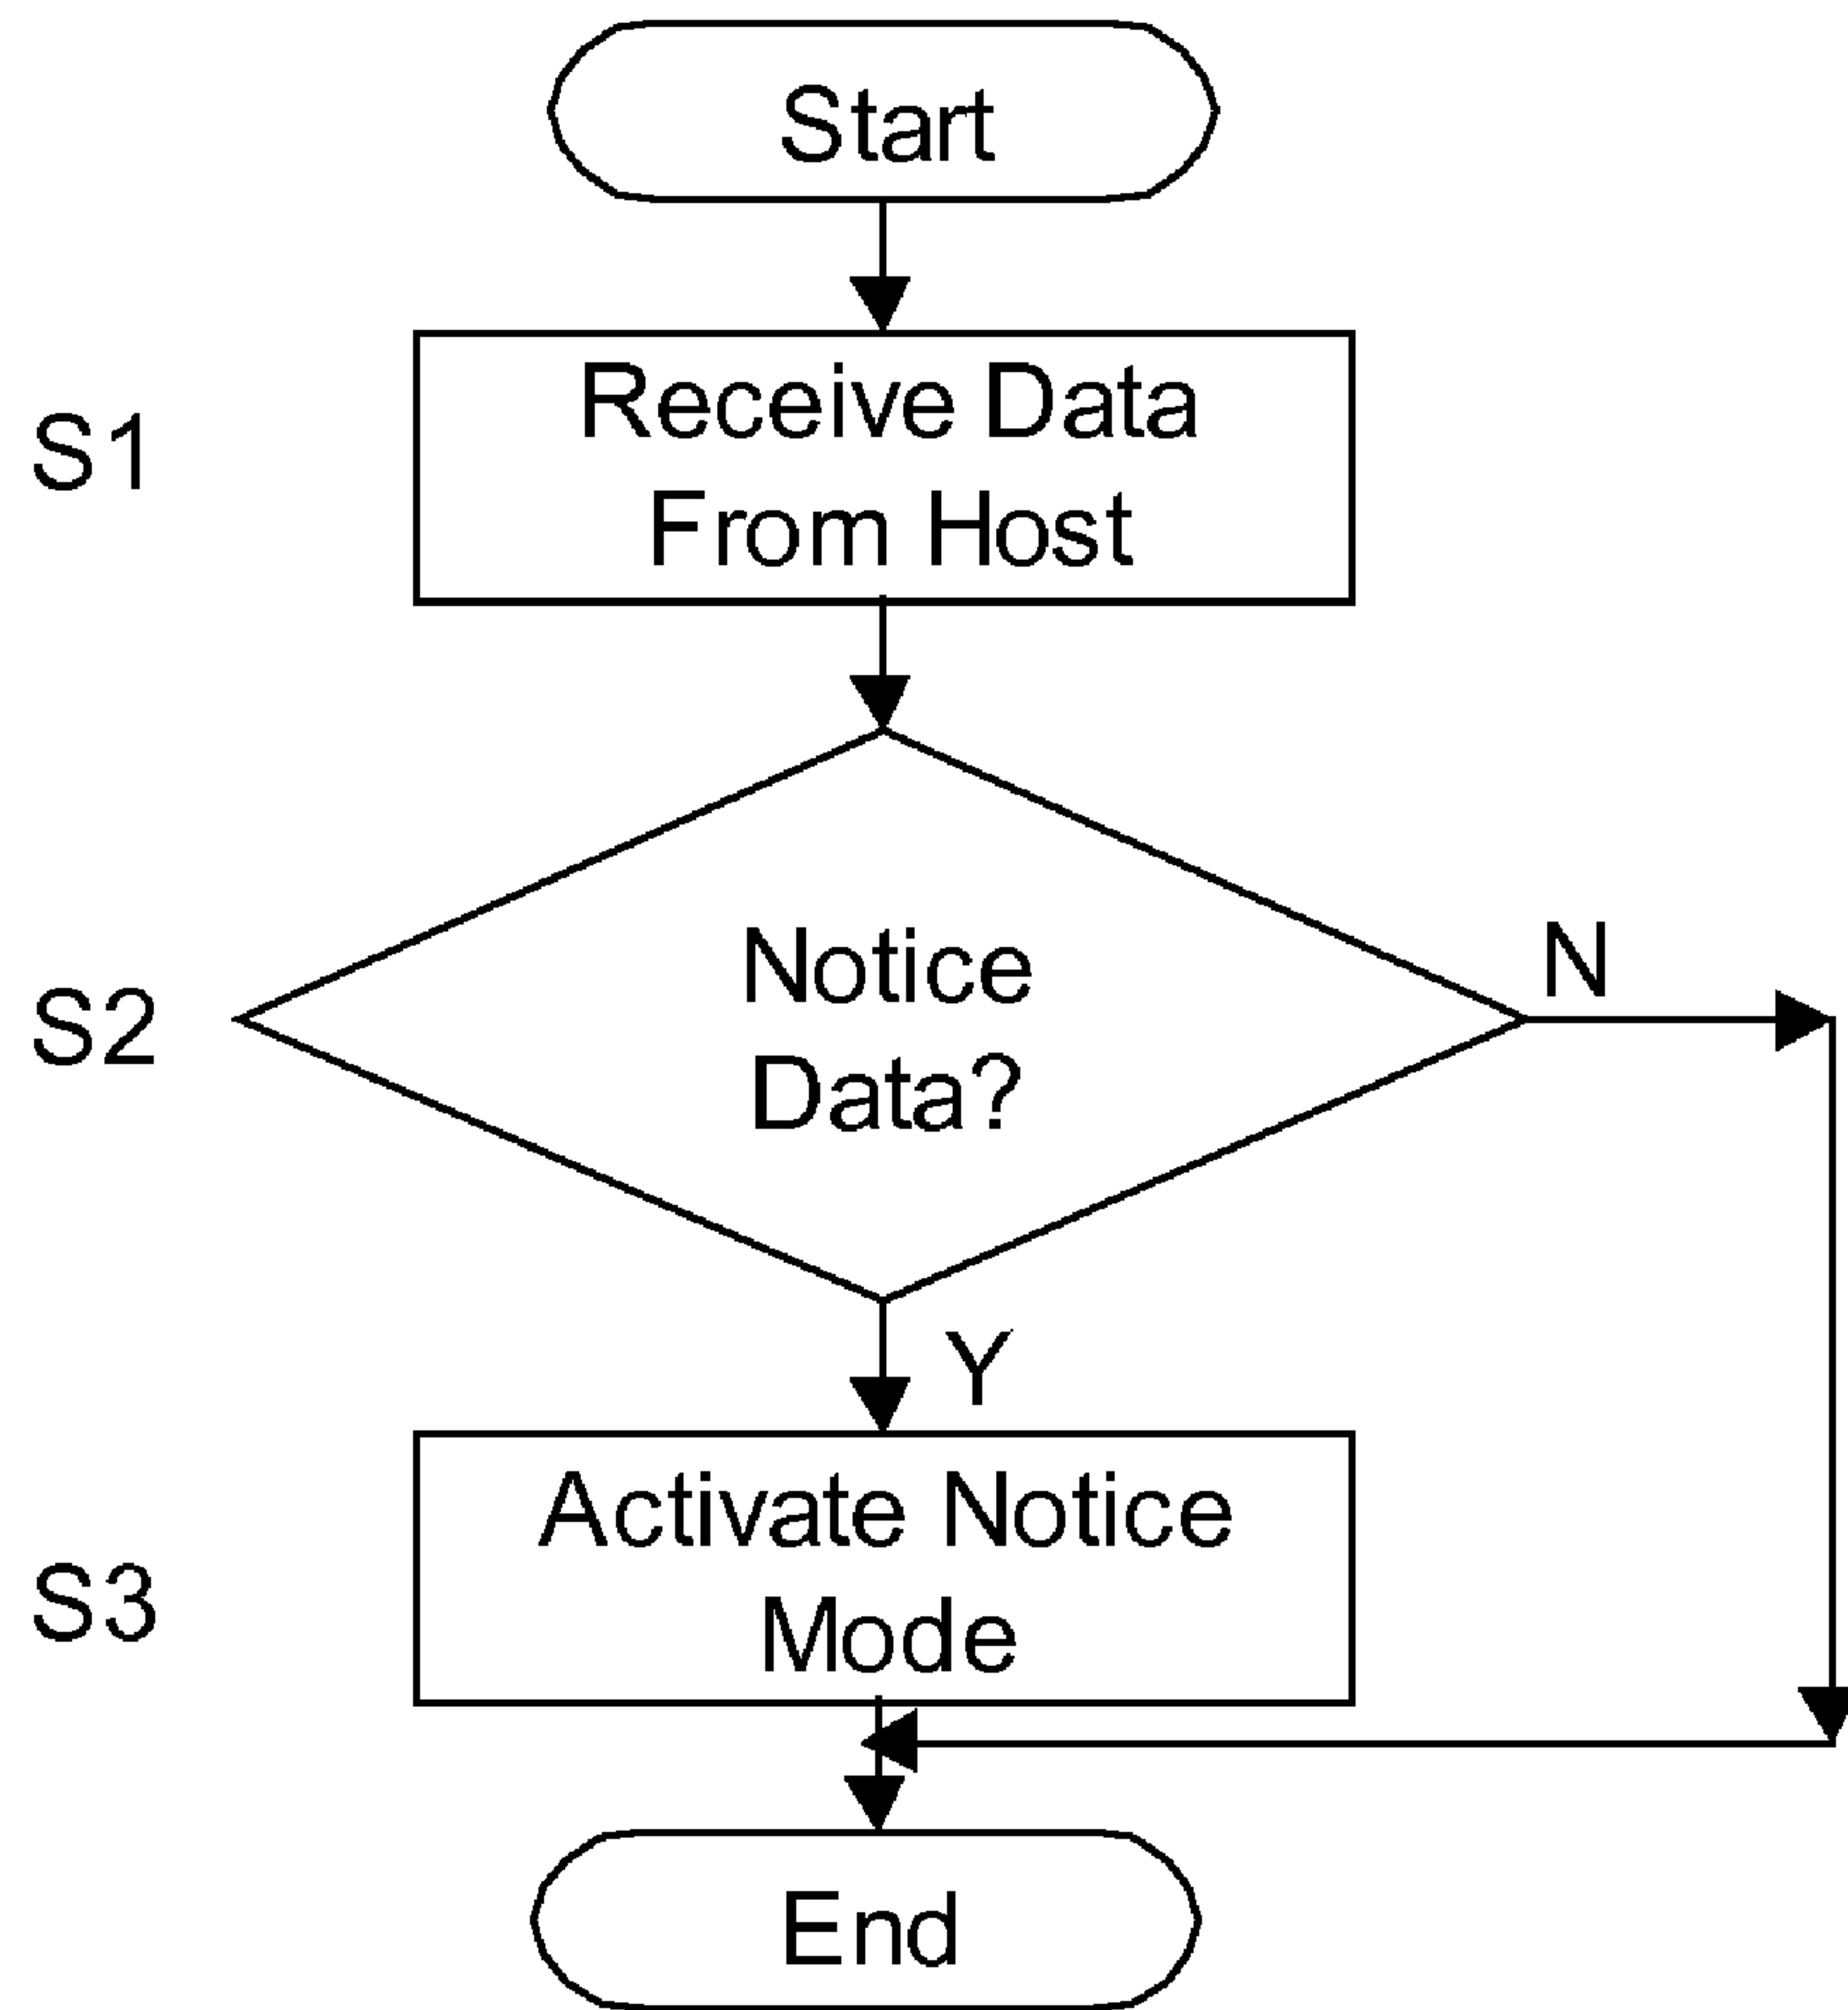 Start
S1
Receive Data
From Host
S2
Notice
Data?
N
Y
S3
Activate Notice
Mode
End